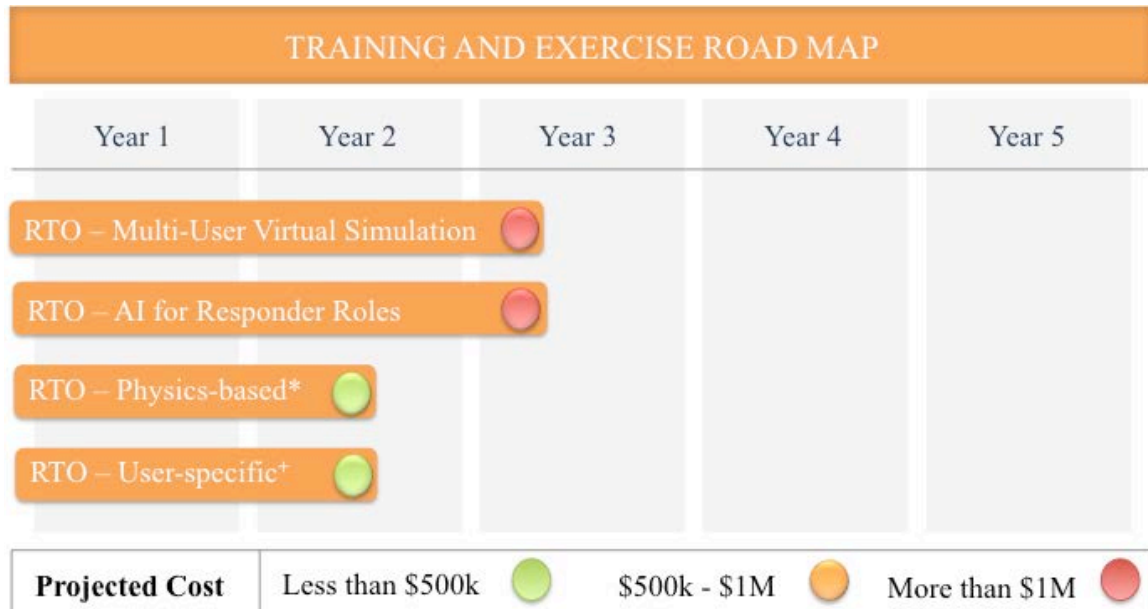 TRAINING AND EXERCISE ROAD MAP
Year 1 Year 2 Year 3 Year 4 Year 5
RTO – Multi-User Virtual Simulation
RTO – AI for Responder Roles
RTO – Physics-based*
RTO – User-specific⁺
Projected Cost Less than $500k $500k - $1M More than $1M